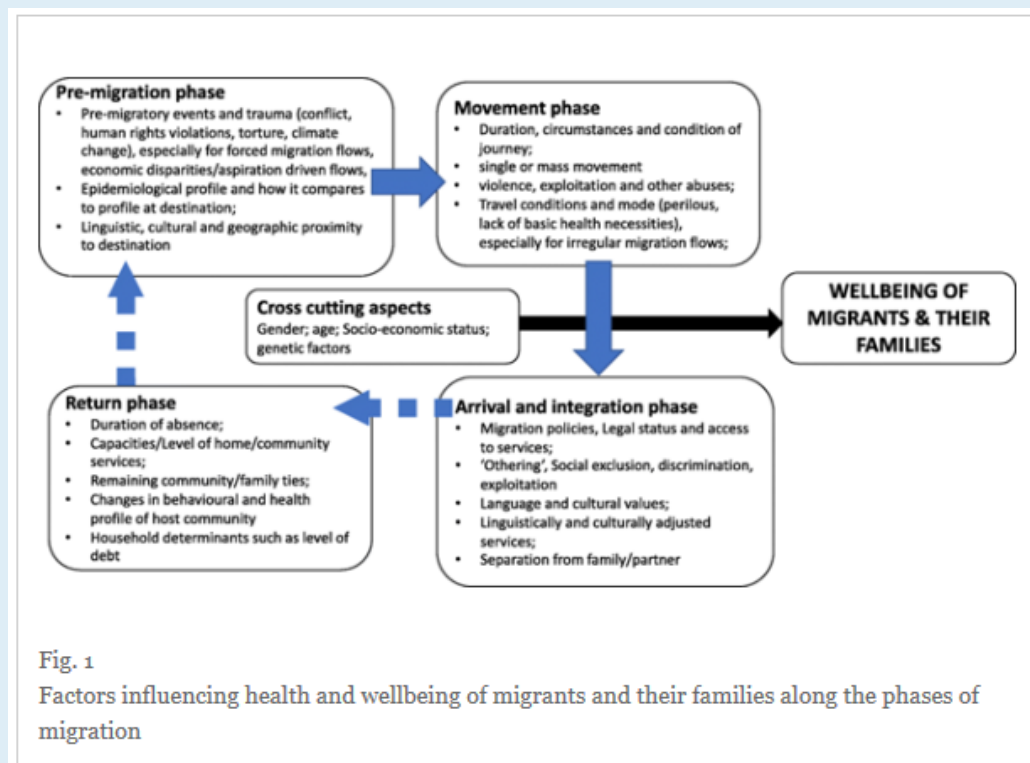 Pre-migration phase
• Pre-migratory events and trauma (conflict,
human rights violations, torture, climate
change), especially for forced migration flows,
economic disparities/aspiration driven flows,
• Epidemiological profile and how it compares
to profile at destination;
• Linguistic, cultural and geographic proximity
to destination
Movement phase
• Duration, circumstances and condition of
journey;
• single or mass movement
• violence, exploitation and other abuses;
• Travel conditions and mode (perilous,
lack of basic health necessities),
especially for irregular migration flows;
Cross cutting aspects
Gender; age; Socio-economic status;
genetic factors
WELLBEING OF
MIGRANTS & THEIR
FAMILIES
Return phase
• Duration of absence;
• Capacities/Level of home/community
services;
• Remaining community/family ties;
• Changes in behavioural and health
profile of host community
• Household determinants such as level of
debt
Arrival and integration phase
• Migration policies, Legal status and access
to services;
• ‘Othering’, Social exclusion, discrimination,
exploitation
• Language and cultural values;
• Linguistically and culturally adjusted
services;
• Separation from family/partner
Fig. 1
Factors influencing health and wellbeing of migrants and their families along the phases of
migration